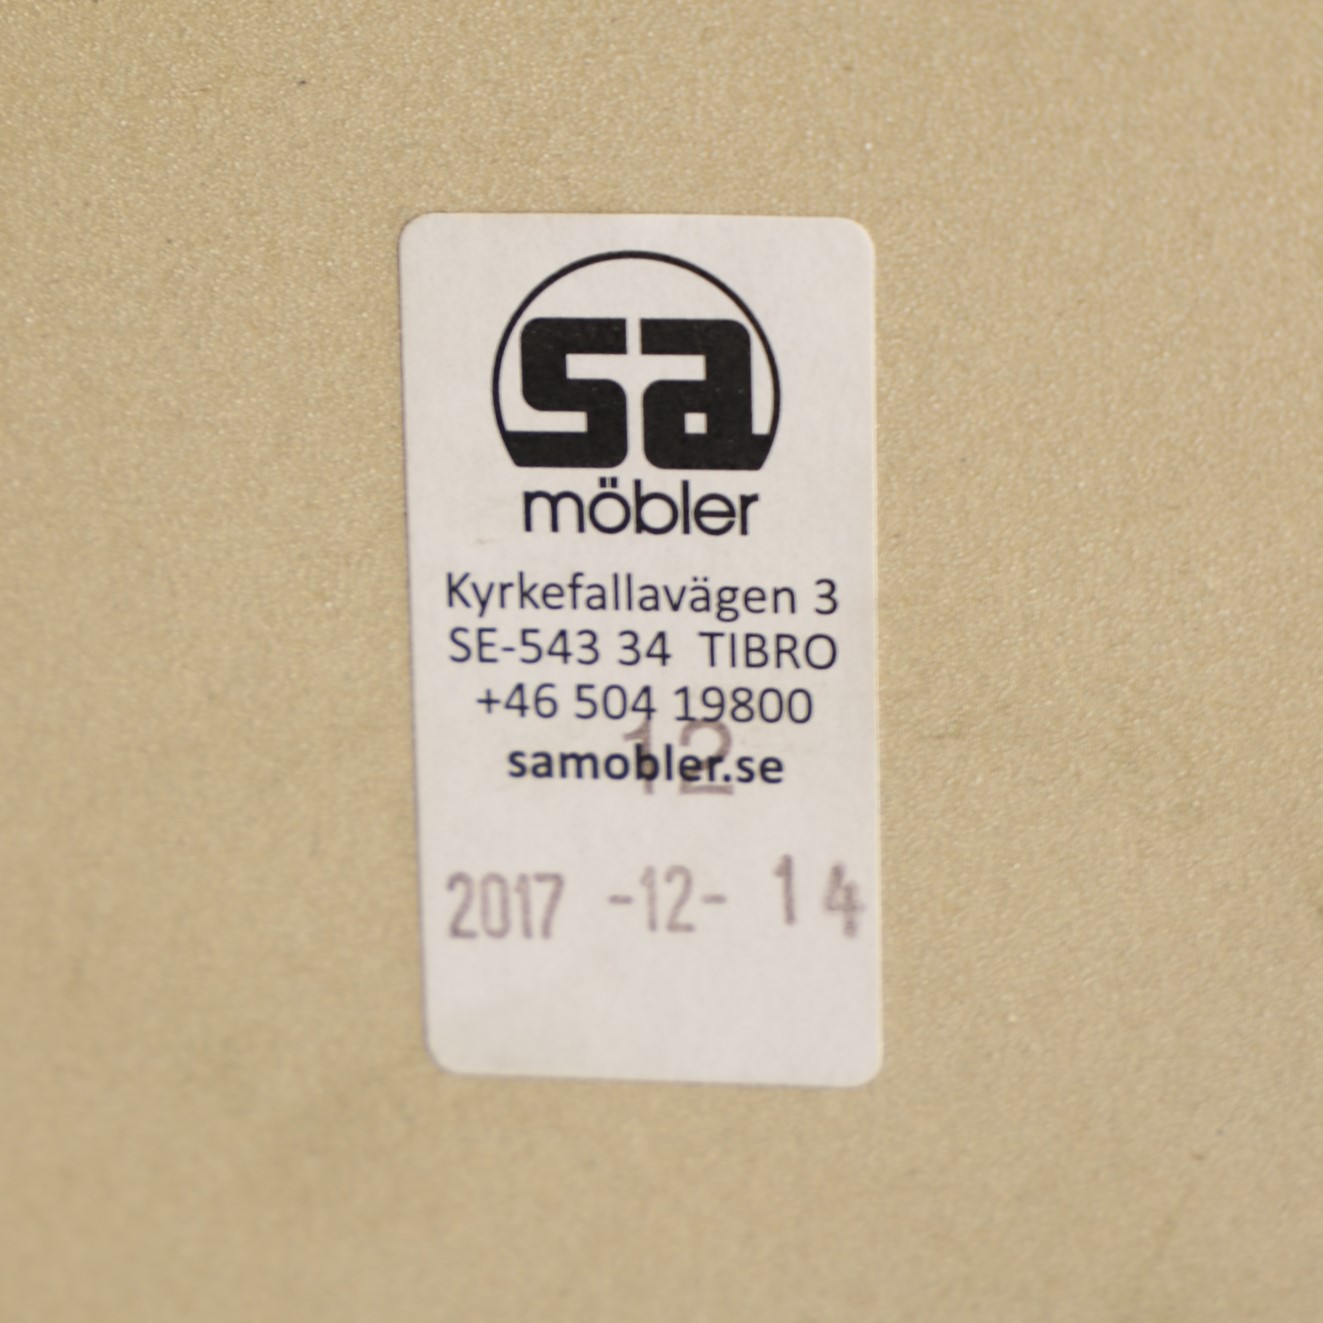 sa
möbler
Kyrkefallavägen 3
SE-543 34 TIBRO
+46 504 19800
12
samobler.se
2017 -12- 14